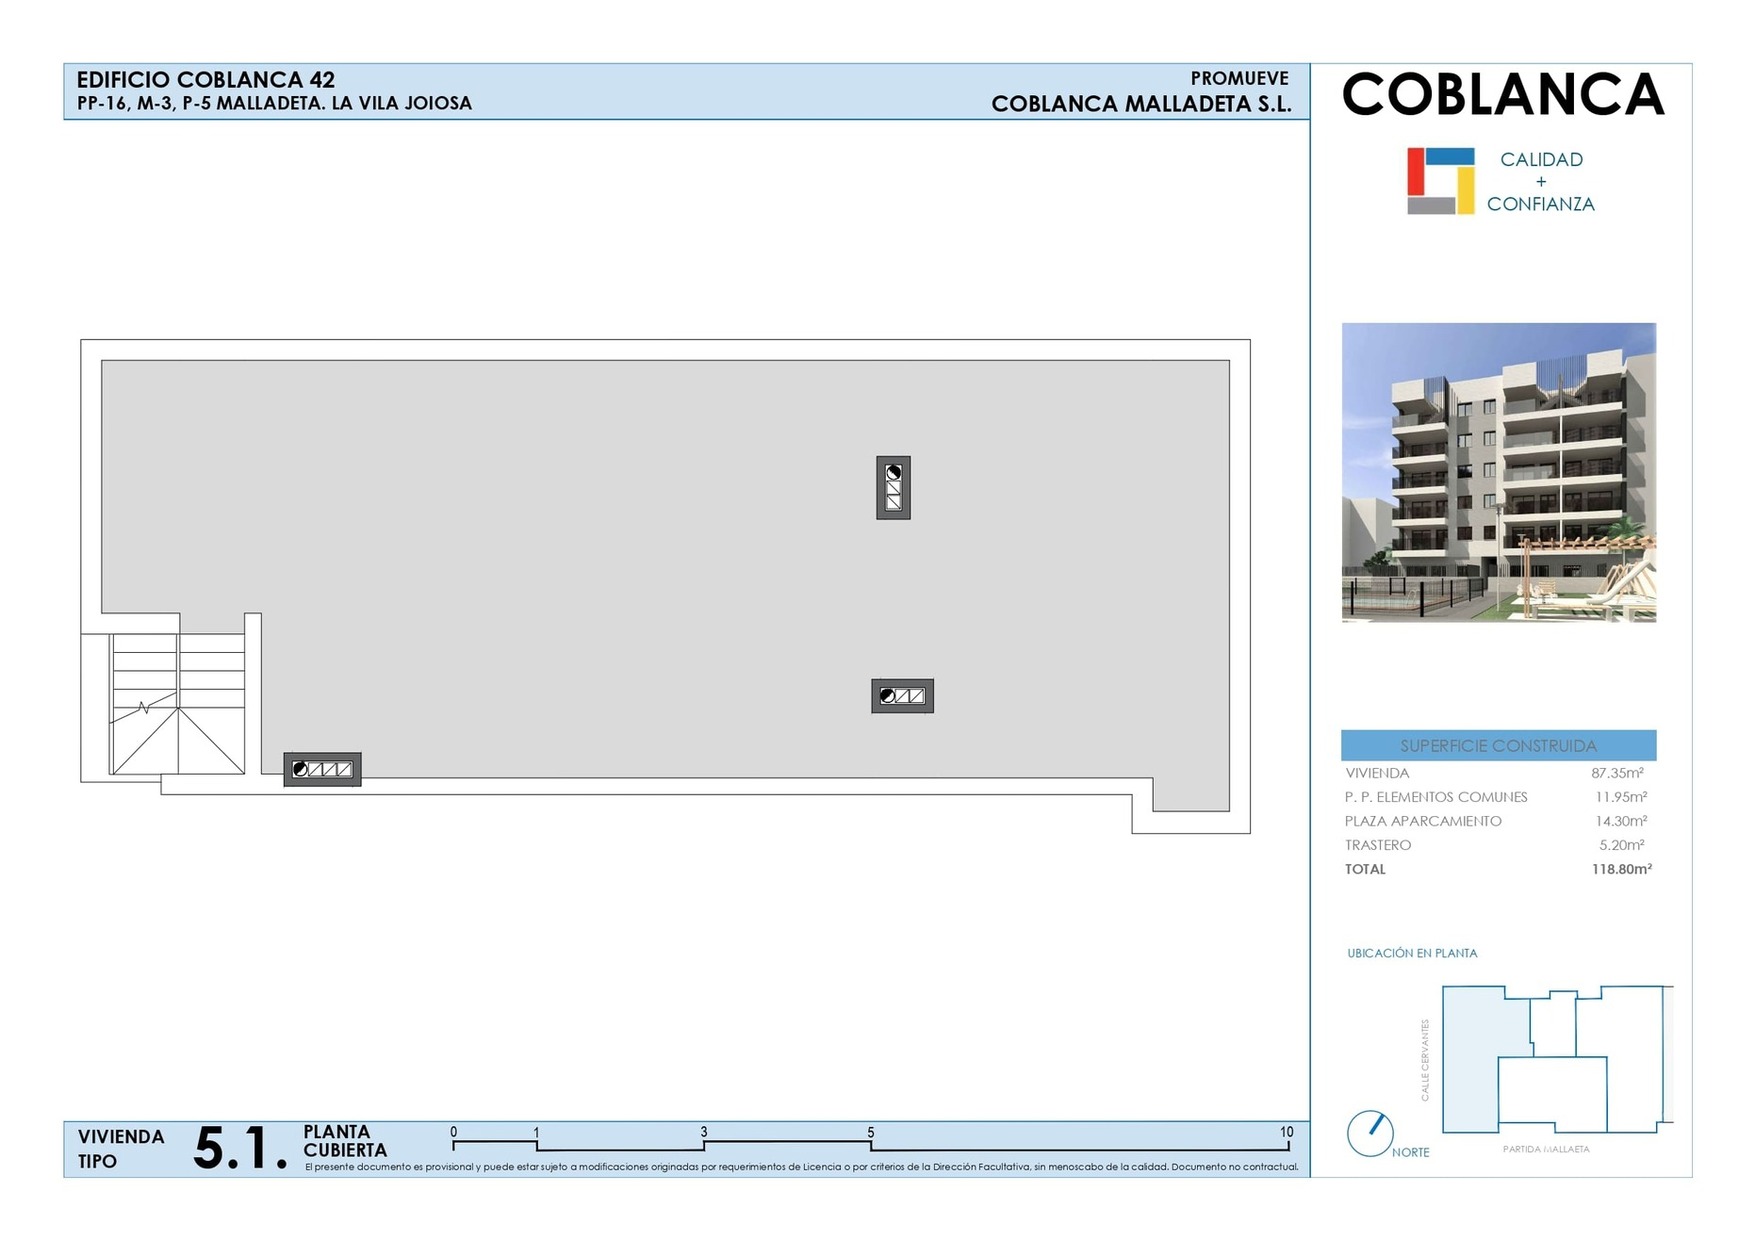 EDIFICIO COBLANCA 42
PP-16, M-3, P-5 MALLADETA. LA VILA JOIOSA
PROMUEVE
COBLANCA MALLADETA S.L.
COBLANCA
CALIDAD
+
CONFIANZA
SUPERFICIE CONSTRUIDA
VIVIENDA 87.35m²
P. P. ELEMENTOS COMUNES 11.95m²
PLAZA APARCAMIENTO 14.30m²
TRASTERO 5.20m²
TOTAL 118.80m²
UBICACIÓN EN PLANTA
CALLE CERVANTES
NORTE
PARTIDA MALLAETA
VIVIENDA
TIPO
5.1.
PLANTA
CUBIERTA
0 1 3 5 10
El presente documento es provisional y puede estar sujeto a modificaciones originadas por requerimientos de Licencia o por criterios de la Dirección Facultativa, sin menoscabo de la calidad. Documento no contractual.